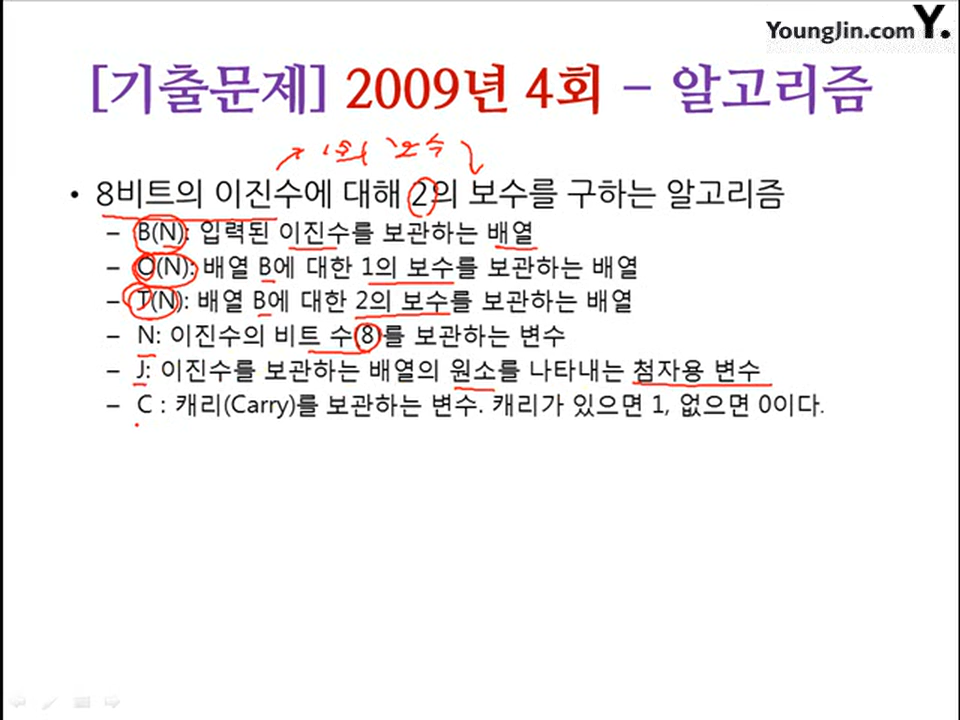 YoungJin.com Y.
[기출문제] 2009년 4회 – 알고리즘
1의 보수
• 8비트의 이진수에 대해 2의 보수를 구하는 알고리즘
– B(N): 입력된 이진수를 보관하는 배열
– O(N): 배열 B에 대한 1의 보수를 보관하는 배열
– T(N): 배열 B에 대한 2의 보수를 보관하는 배열
– N: 이진수의 비트 수(8)를 보관하는 변수
– J: 이진수를 보관하는 배열의 원소를 나타내는 첨자용 변수
– C : 캐리(Carry)를 보관하는 변수. 캐리가 있으면 1, 없으면 0이다.